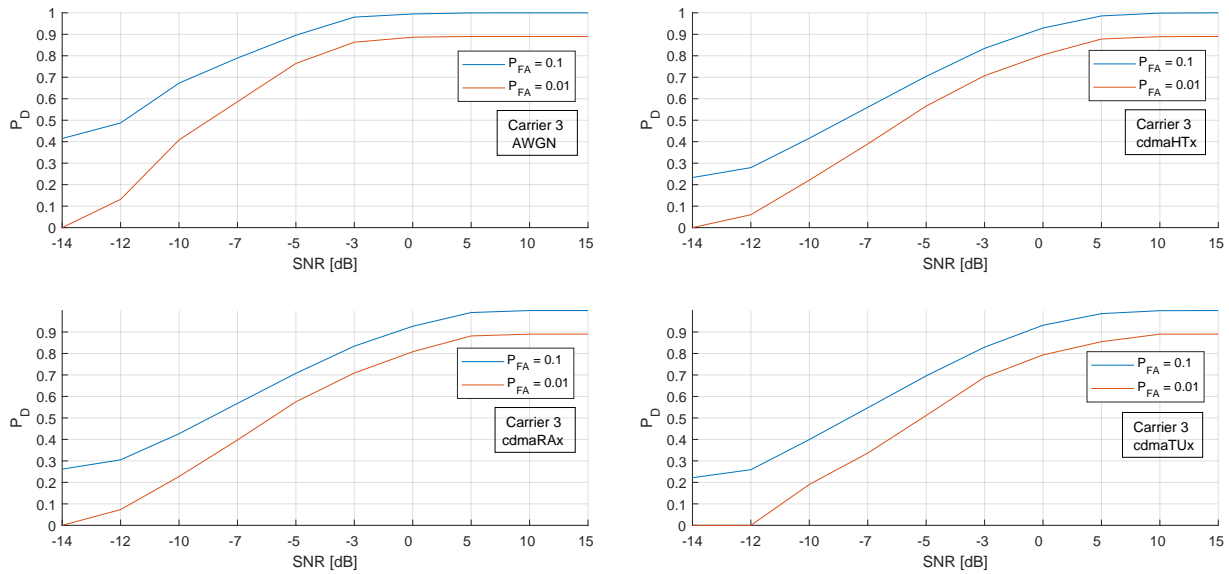 1
0.9
0.8
0.7
0.6
0.5
0.4
0.3
0.2
0.1
0
P_D
-14 -12 -10 -7 -5 -3 0 5 10 15
SNR [dB]
P_FA = 0.1
P_FA = 0.01
Carrier 3
AWGN
1
0.9
0.8
0.7
0.6
0.5
0.4
0.3
0.2
0.1
0
P_D
-14 -12 -10 -7 -5 -3 0 5 10 15
SNR [dB]
P_FA = 0.1
P_FA = 0.01
Carrier 3
cdmaHTx
0.9
0.8
0.7
0.6
0.5
0.4
0.3
0.2
0.1
0
P_D
-14 -12 -10 -7 -5 -3 0 5 10 15
SNR [dB]
P_FA = 0.1
P_FA = 0.01
Carrier 3
cdmaRAx
0.9
0.8
0.7
0.6
0.5
0.4
0.3
0.2
0.1
0
P_D
-14 -12 -10 -7 -5 -3 0 5 10 15
SNR [dB]
P_FA = 0.1
P_FA = 0.01
Carrier 3
cdmaTUx